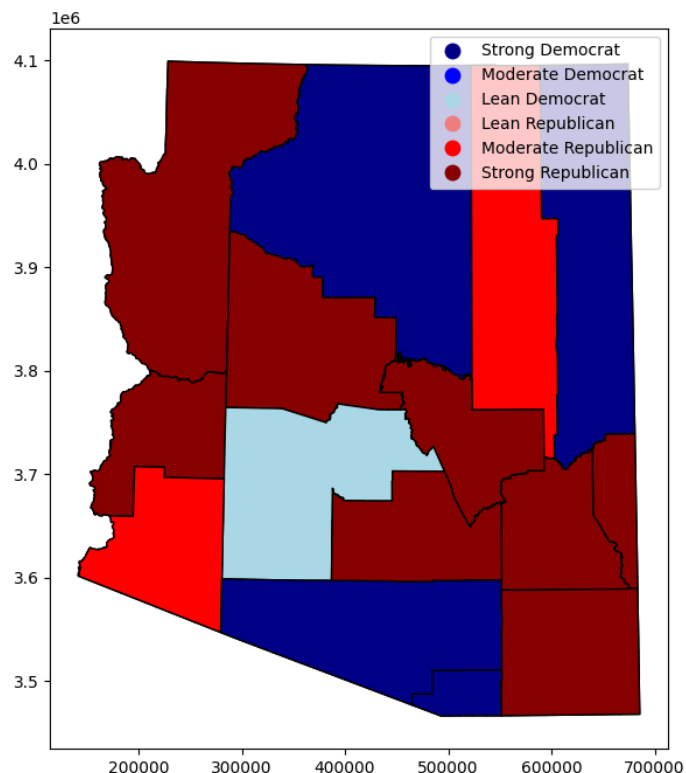 1e6
4.1
4.0
3.9
3.8
3.7
3.6
3.5
Strong Democrat
Moderate Democrat
Lean Democrat
Lean Republican
Moderate Republican
Strong Republican
200000 300000 400000 500000 600000 700000